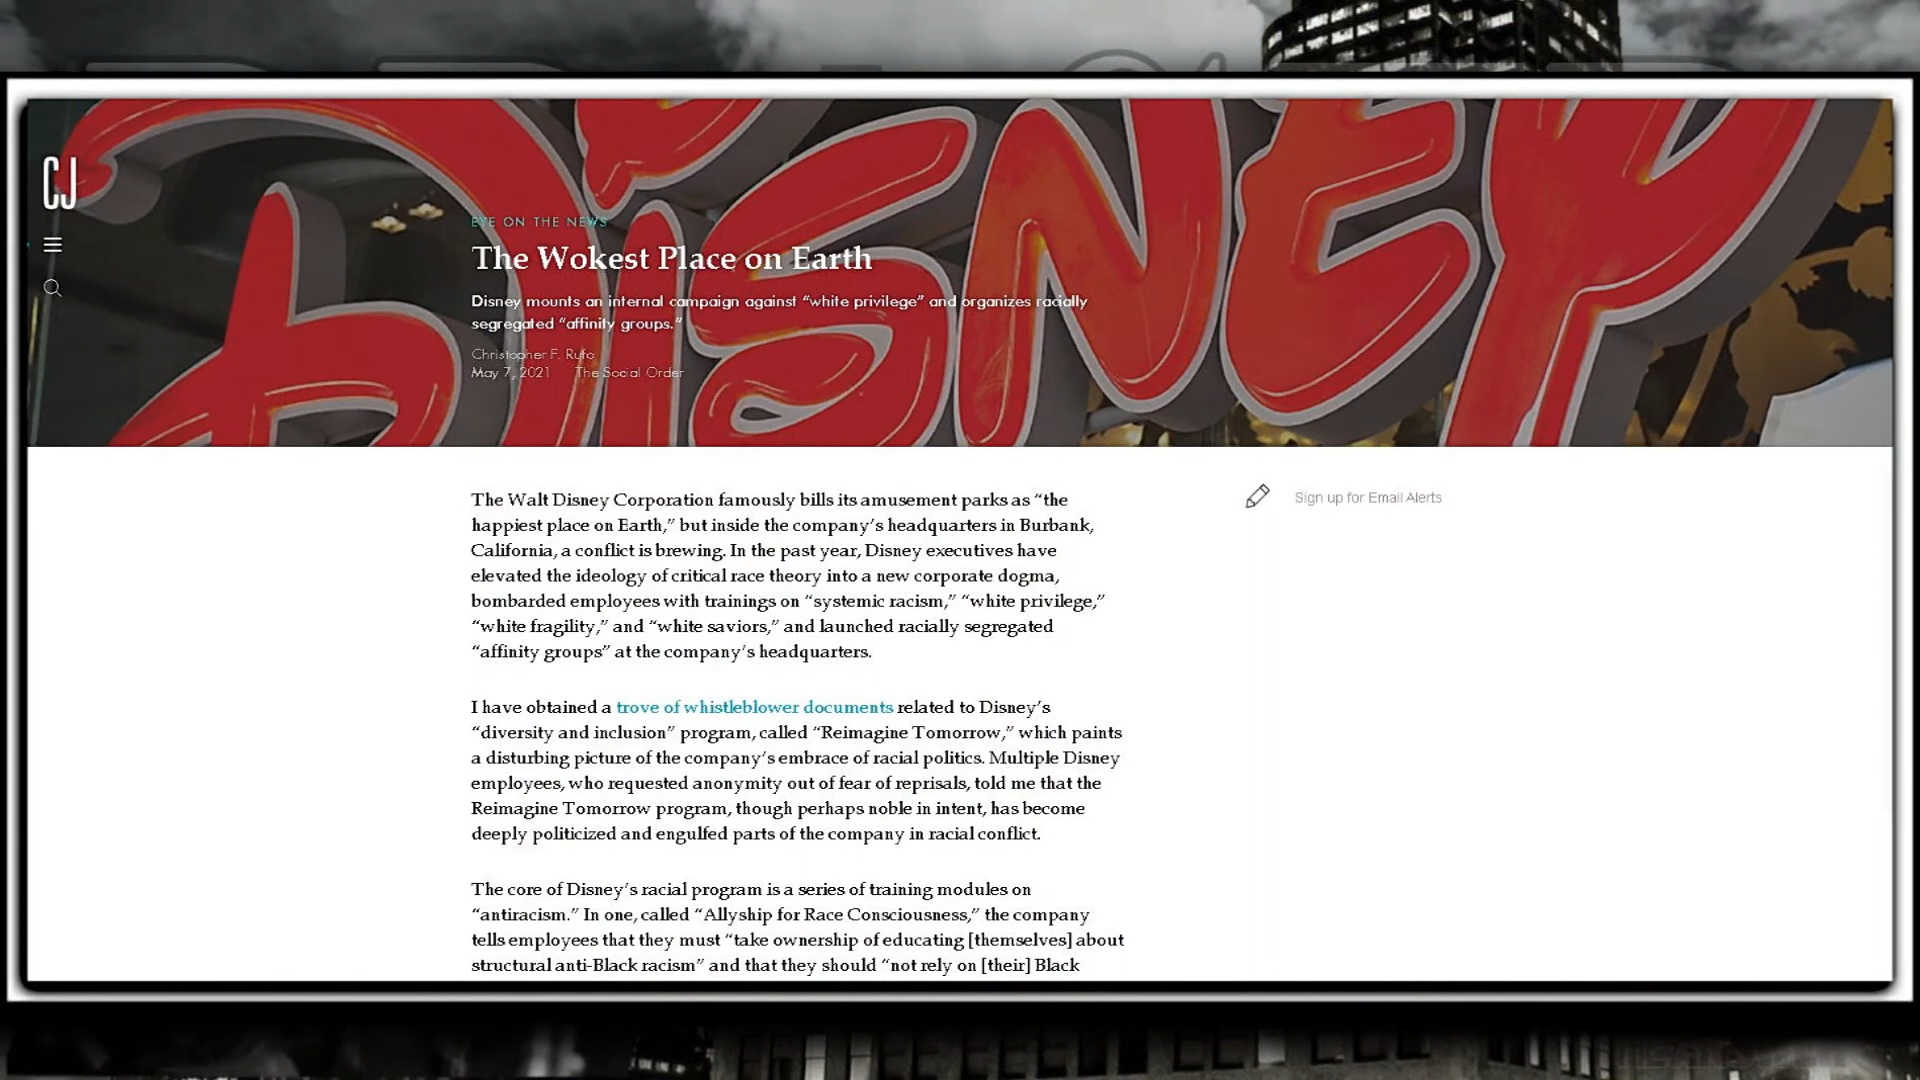 DISNEY
CJ
EYE ON THE NEWS
The Wokest Place on Earth
Disney mounts an internal campaign against “white privilege” and organizes racially
segregated “affinity groups.”
Christopher F. Rufo
May 7, 2021 The Social Order
The Walt Disney Corporation famously bills its amusement parks as “the
happiest place on Earth,” but inside the company’s headquarters in Burbank,
California, a conflict is brewing. In the past year, Disney executives have
elevated the ideology of critical race theory into a new corporate dogma,
bombarded employees with trainings on “systemic racism,” “white privilege,”
“white fragility,” and “white saviors,” and launched racially segregated
“affinity groups” at the company’s headquarters.
Sign up for Email Alerts
I have obtained a trove of whistleblower documents related to Disney’s
“diversity and inclusion” program, called “Reimagine Tomorrow,” which paints
a disturbing picture of the company’s embrace of racial politics. Multiple Disney
employees, who requested anonymity out of fear of reprisals, told me that the
Reimagine Tomorrow program, though perhaps noble in intent, has become
deeply politicized and engulfed parts of the company in racial conflict.
The core of Disney’s racial program is a series of training modules on
“antiracism.” In one, called “Allyship for Race Consciousness,” the company
tells employees that they must “take ownership of educating [themselves] about
structural anti-Black racism” and that they should “not rely on [their] Black